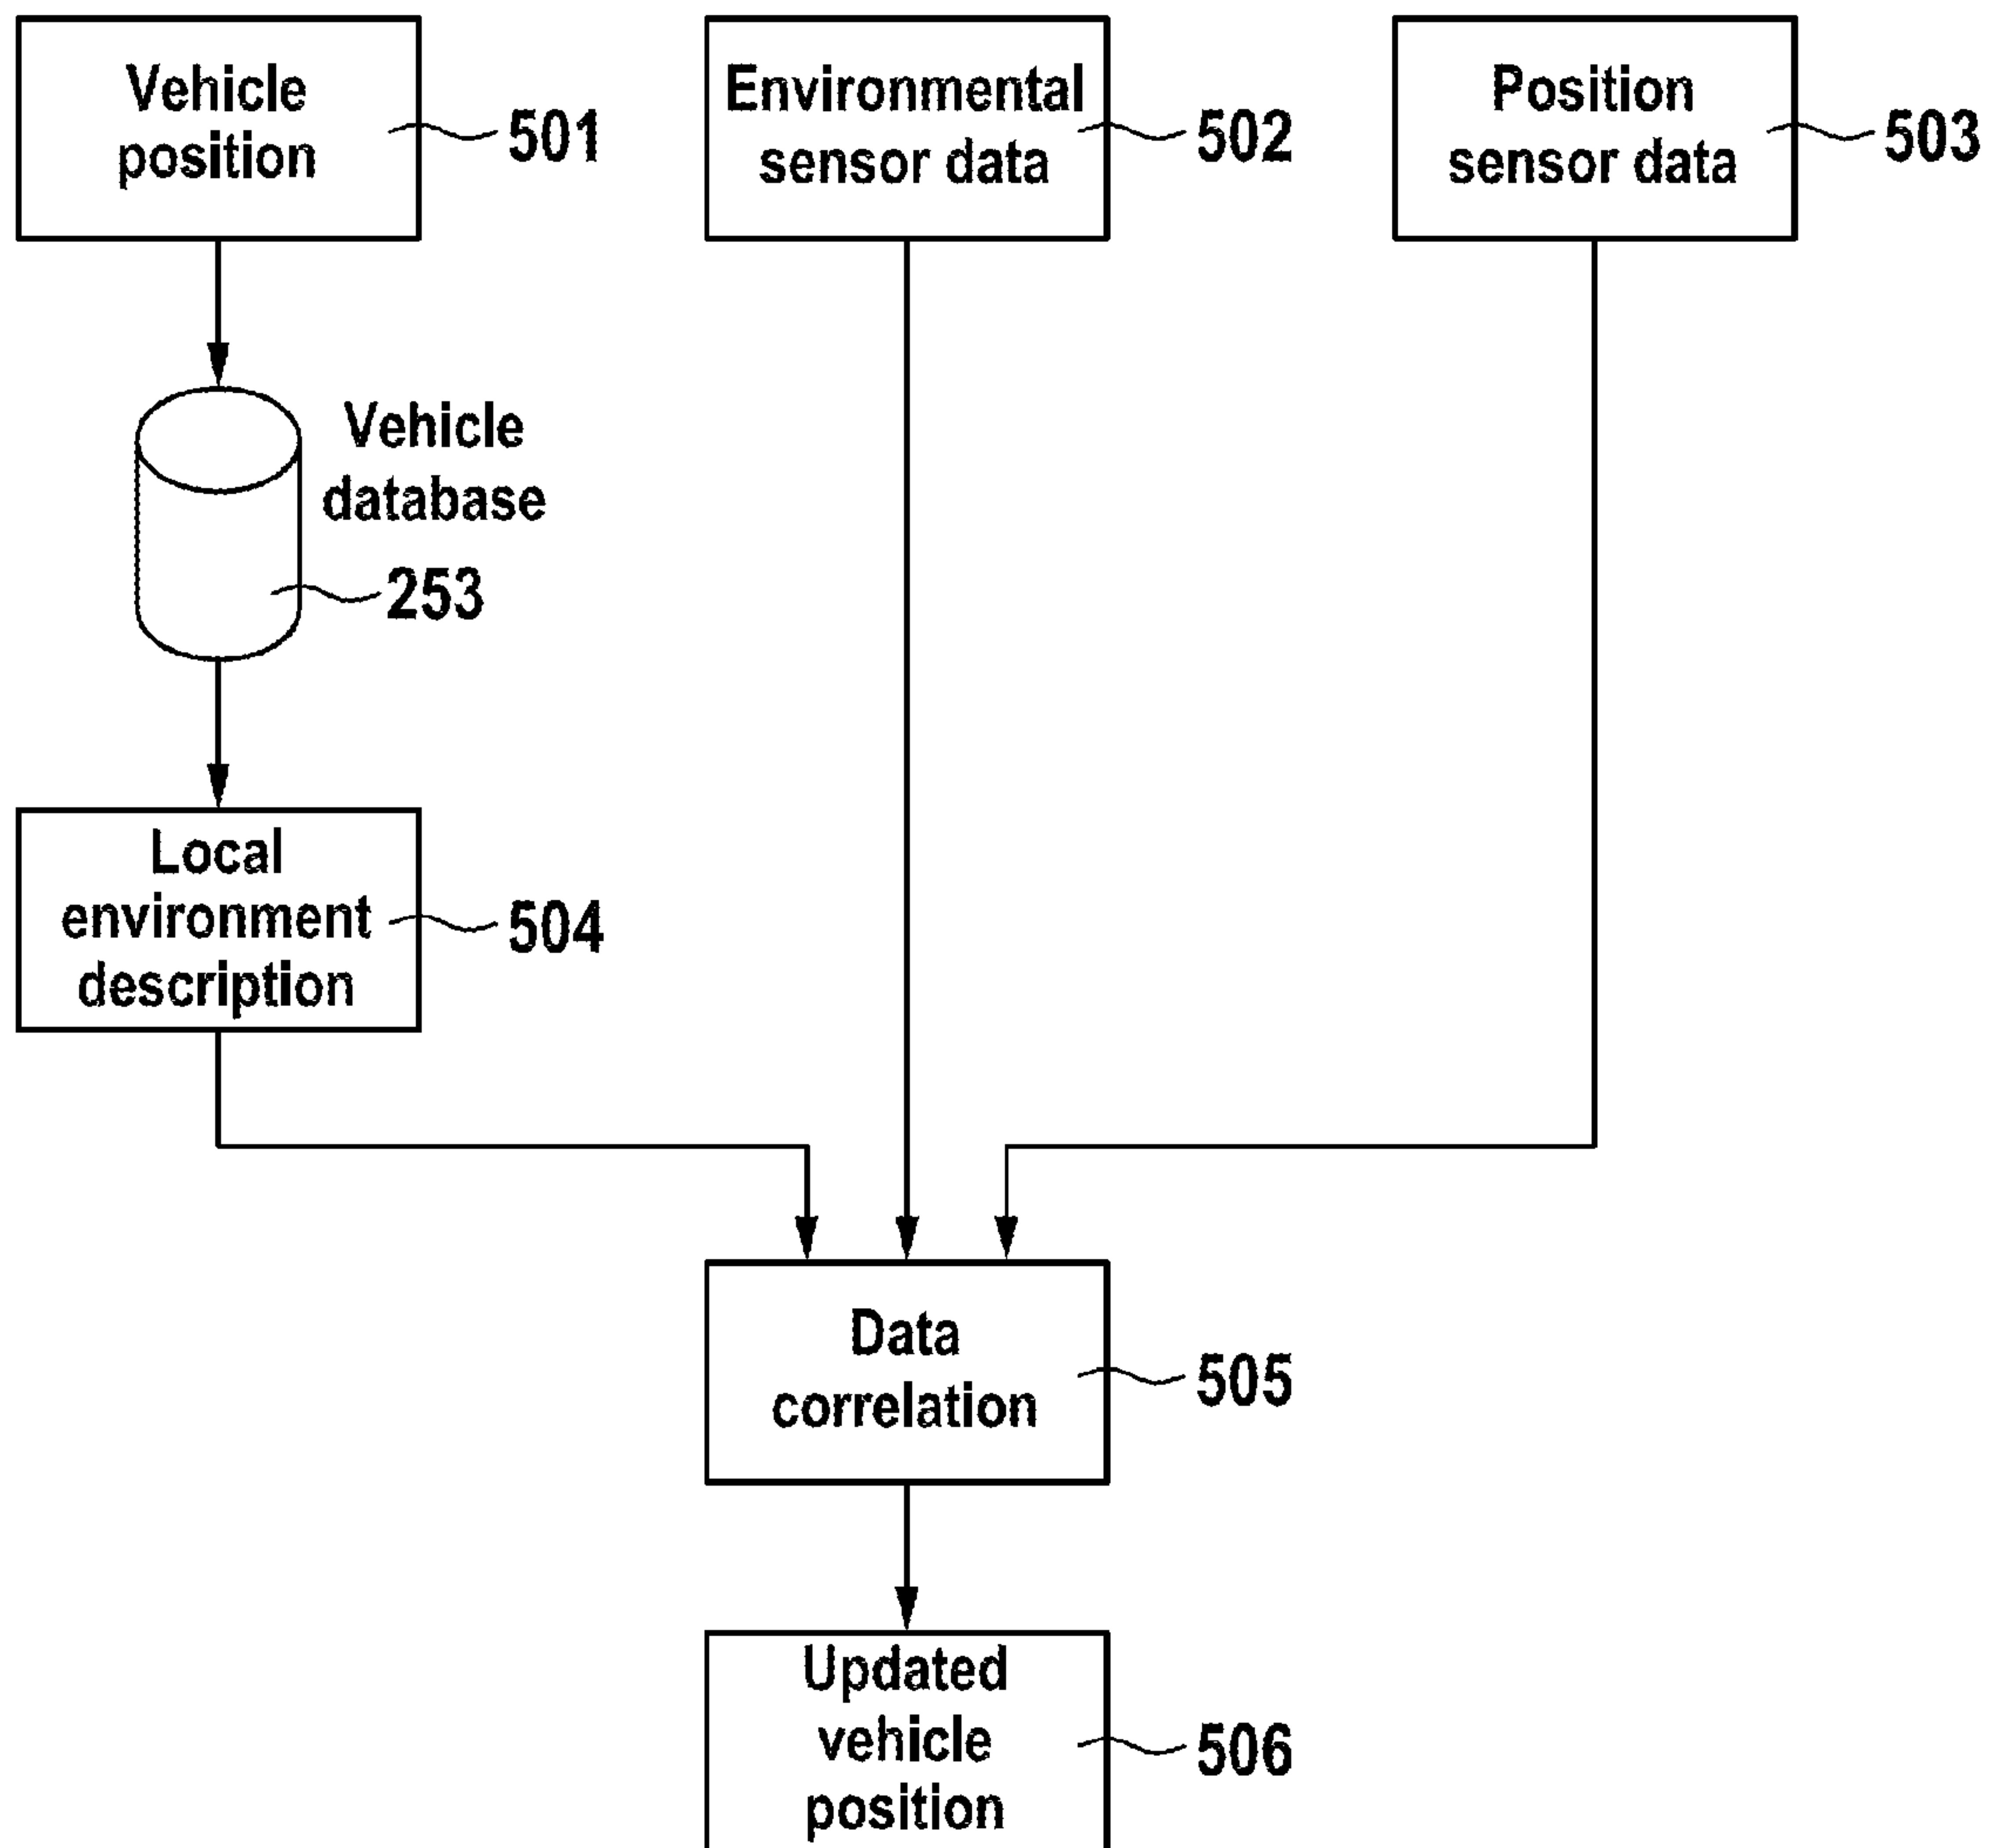 Vehicle
position
501
Environmental
sensor data
502
Position
sensor data
503
Vehicle
database
253
Local
environment
description
504
Data
correlation
505
Updated
vehicle
position
506